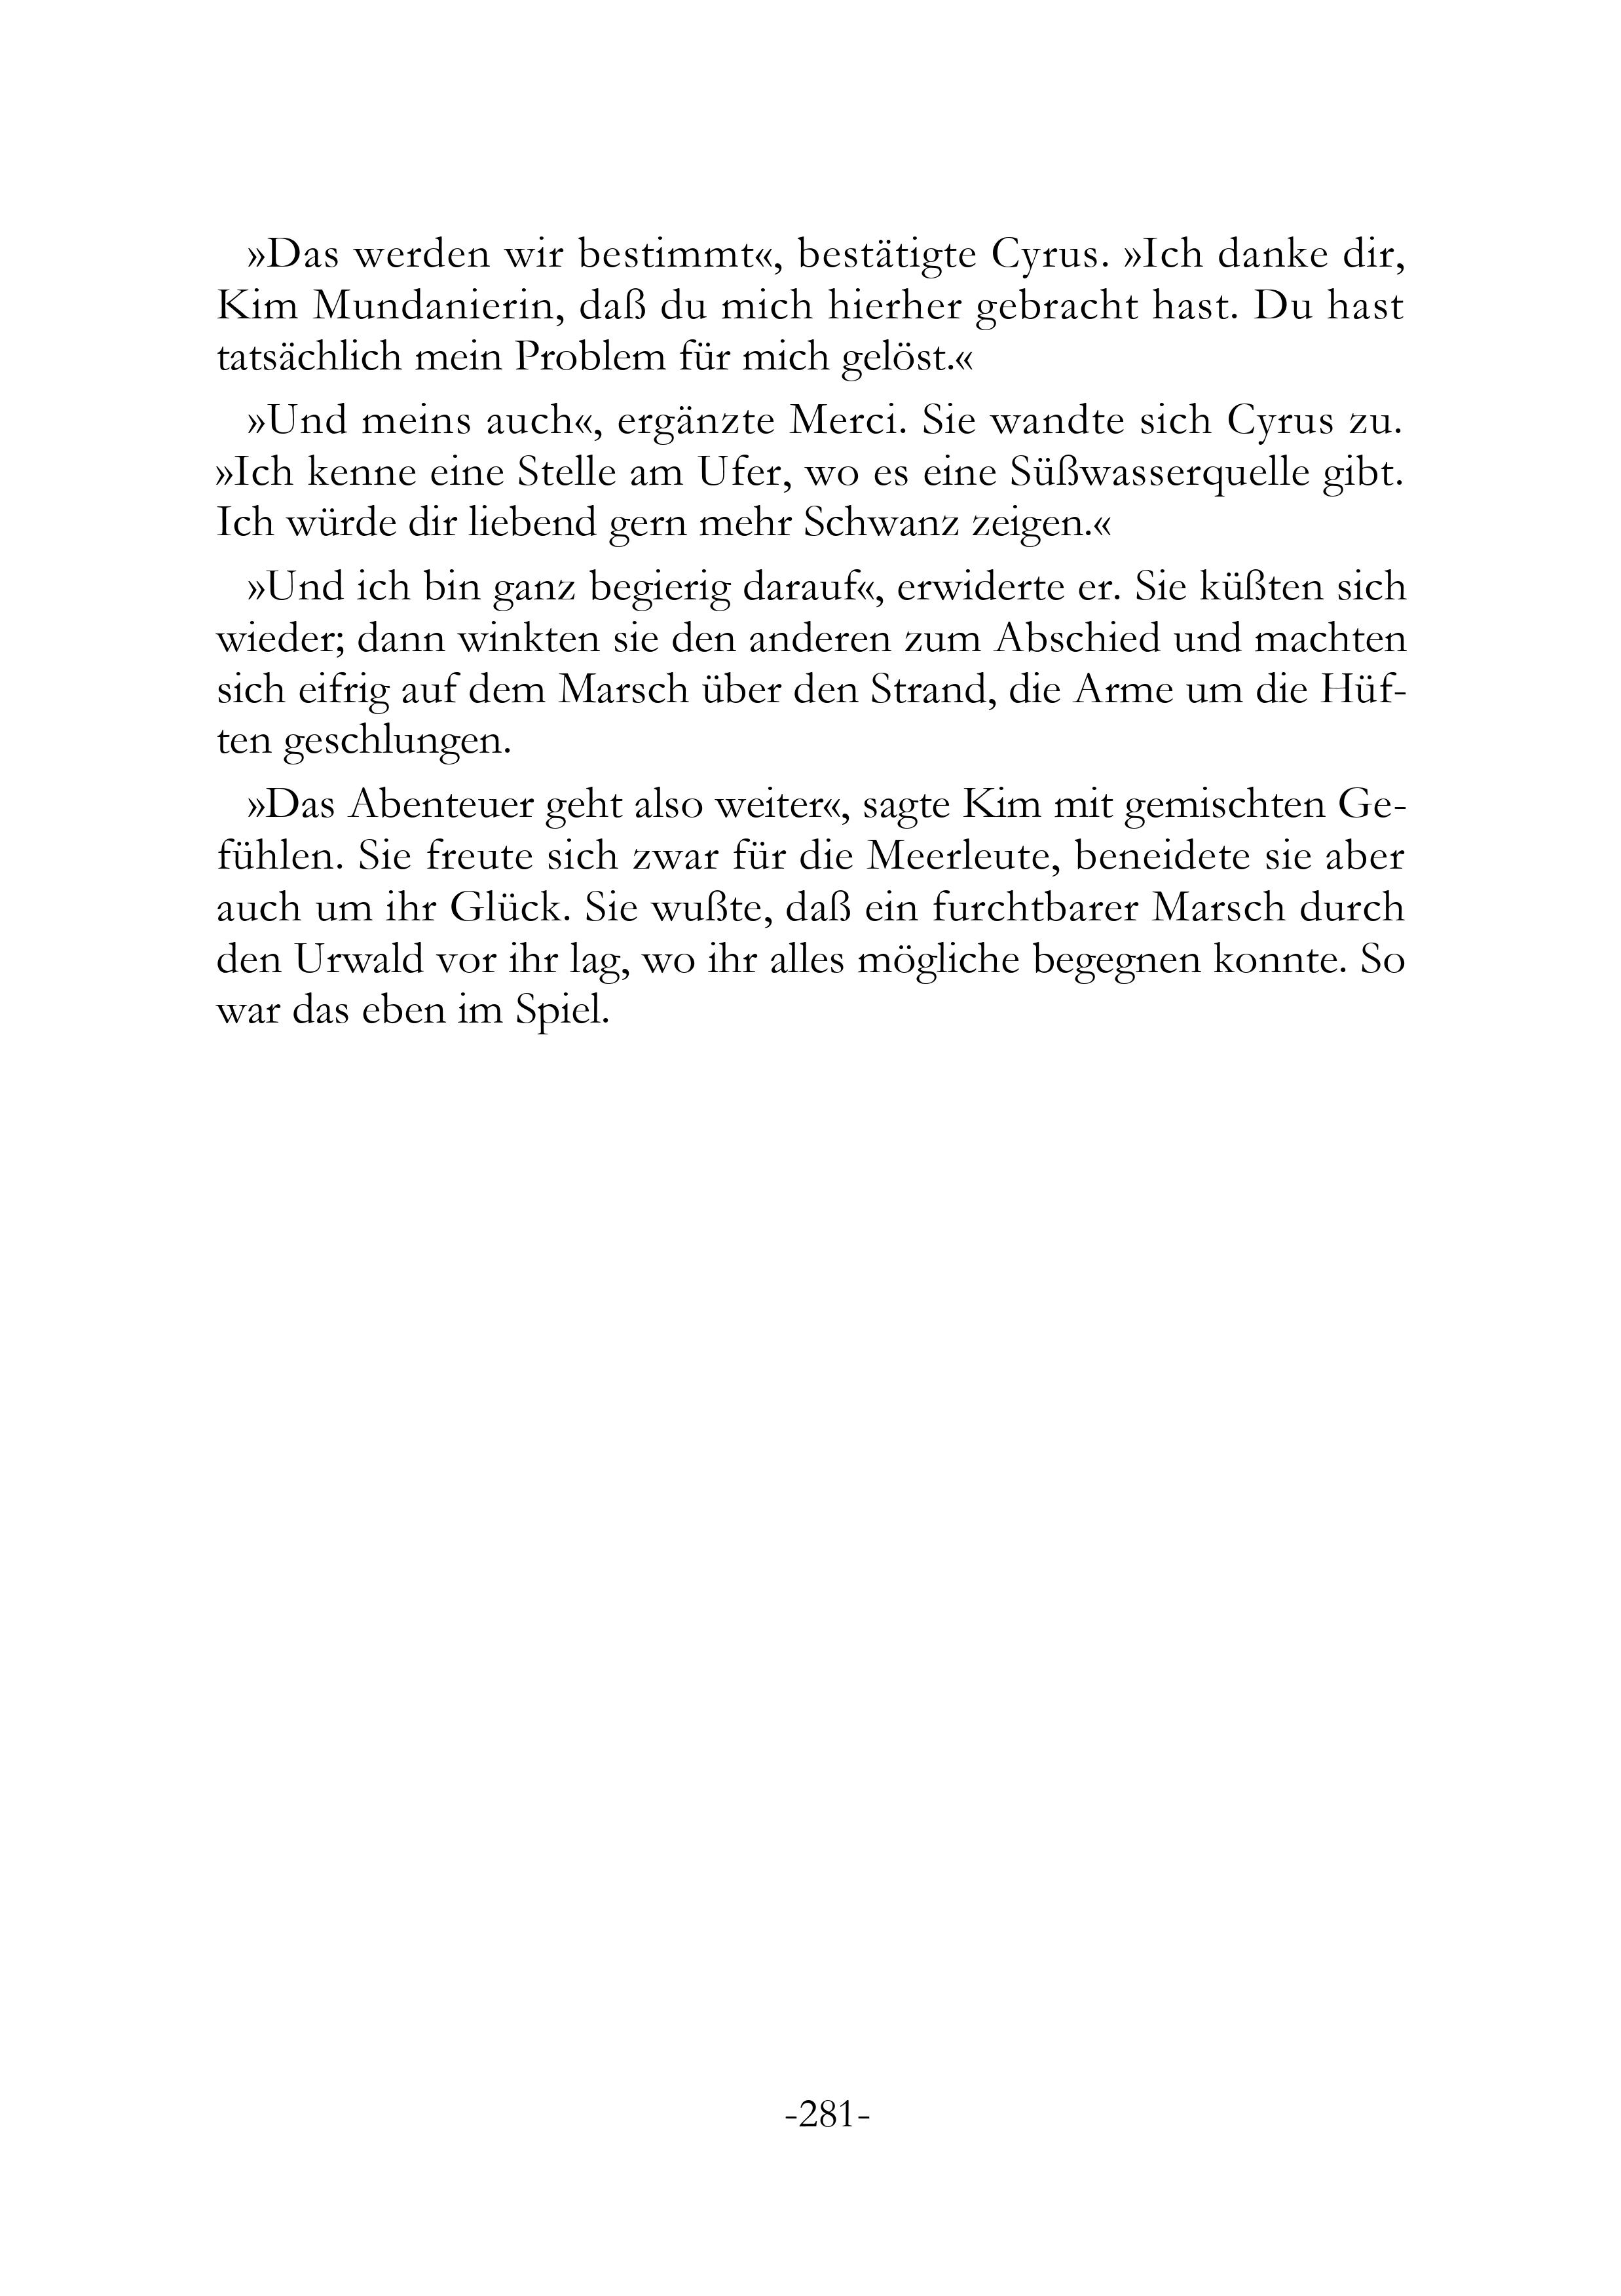 »Das werden wir bestimmt«, bestätigte Cyrus. »Ich danke dir,
Kim Mundanierin, daß du mich hierher gebracht hast. Du hast
tatsächlich mein Problem für mich gelöst.«
»Und meins auch«, ergänzte Merci. Sie wandte sich Cyrus zu.
»Ich kenne eine Stelle am Ufer, wo es eine Süßwasserquelle gibt.
Ich würde dir liebend gern mehr Schwanz zeigen.«
»Und ich bin ganz begierig darauf«, erwiderte er. Sie küßten sich
wieder; dann winkten sie den anderen zum Abschied und machten
sich eifrig auf dem Marsch über den Strand, die Arme um die Hüf-
ten geschlungen.
»Das Abenteuer geht also weiter«, sagte Kim mit gemischten Ge-
fühlen. Sie freute sich zwar für die Meerleute, beneidete sie aber
auch um ihr Glück. Sie wußte, daß ein furchtbarer Marsch durch
den Urwald vor ihr lag, wo ihr alles mögliche begegnen konnte. So
war das eben im Spiel.
-281-